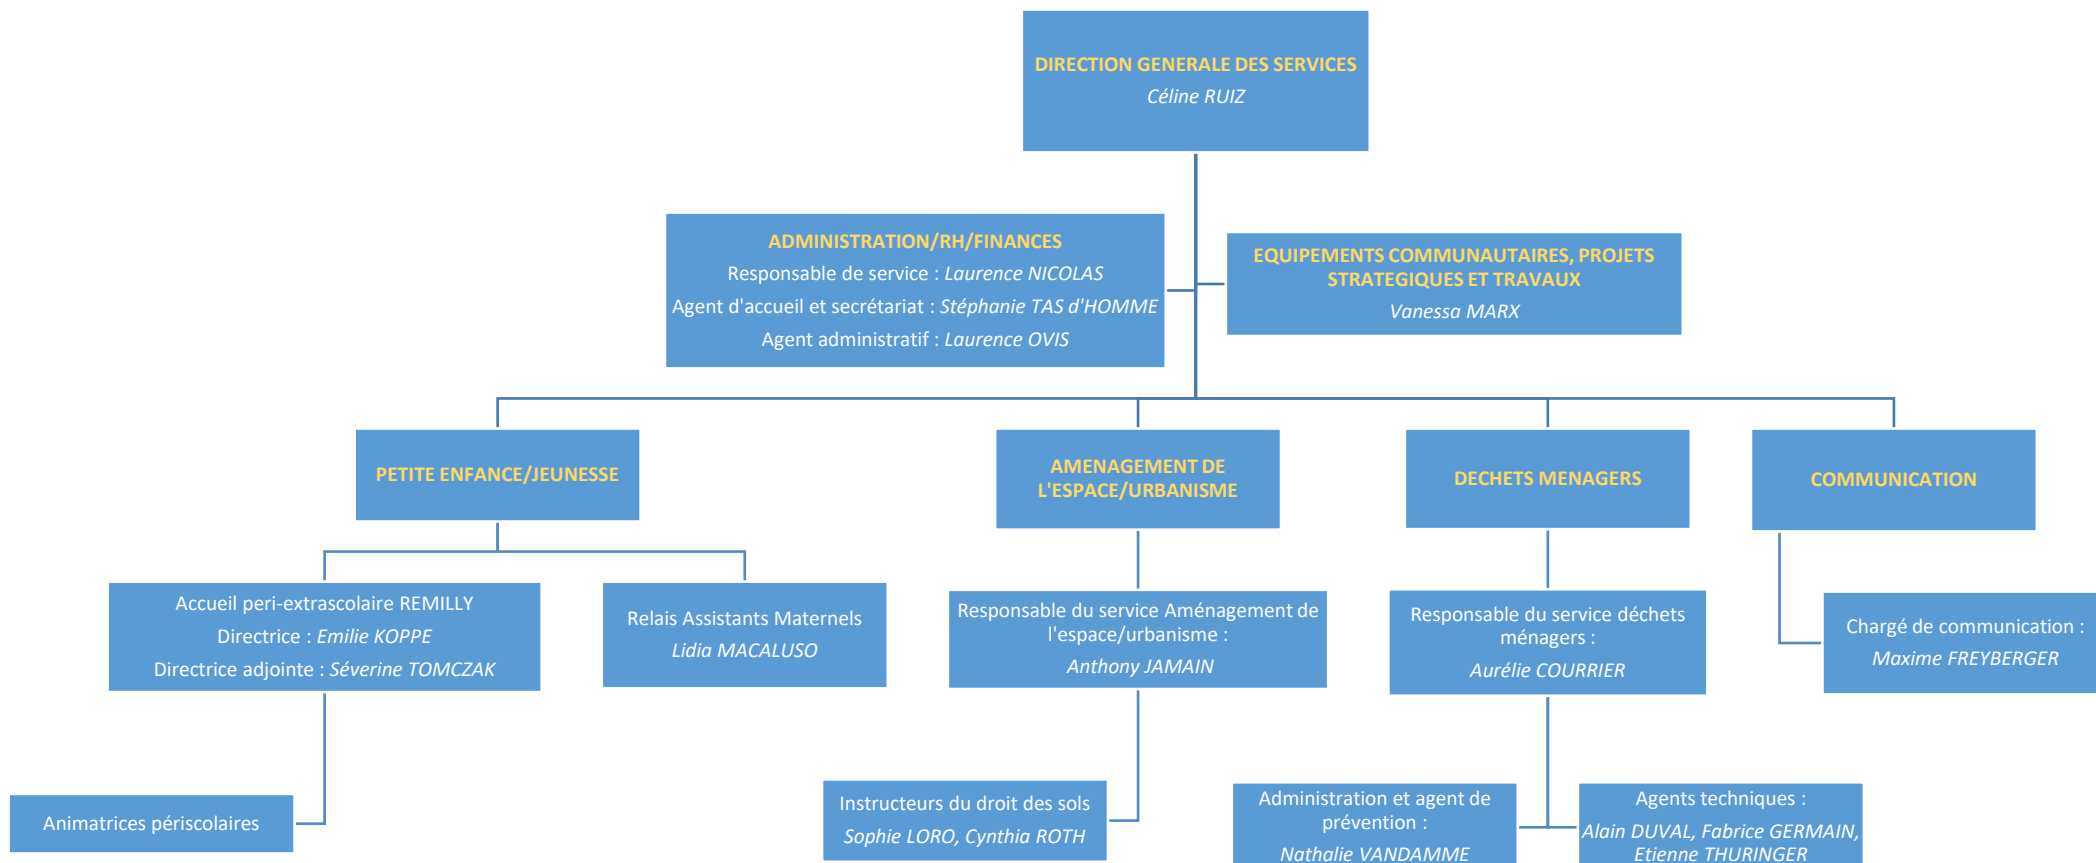 DIRECTION GENERALE DES SERVICES
Céline RUIZ
ADMINISTRATION/RH/FINANCES
Responsable de service : Laurence NICOLAS
Agent d'accueil et secrétariat : Stéphanie TAS d'HOMME
Agent administratif : Laurence OVIS
EQUIPEMENTS COMMUNAUTAIRES, PROJETS
STRATEGIQUES ET TRAVAUX
Vanessa MARX
PETITE ENFANCE/JEUNESSE
AMENAGEMENT DE
L'ESPACE/URBANISME
DECHETS MENAGERS
COMMUNICATION
Accueil peri-extrascolaire REMILLY
Directrice : Emilie KOPPE
Directrice adjointe : Séverine TOMCZAK
Relais Assistants Maternels
Lidia MACALUSO
Responsable du service Aménagement de
l'espace/urbanisme :
Anthony JAMAIN
Responsable du service déchets
ménagers :
Aurélie COURRIER
Chargé de communication :
Maxime FREYBERGER
Animatrices périscolaires
Instructeurs du droit des sols
Sophie LORO, Cynthia ROTH
Administration et agent de
prévention :
Nathalie VANDAMME
Agents techniques :
Alain DUVAL, Fabrice GERMAIN,
Etienne THURINGER